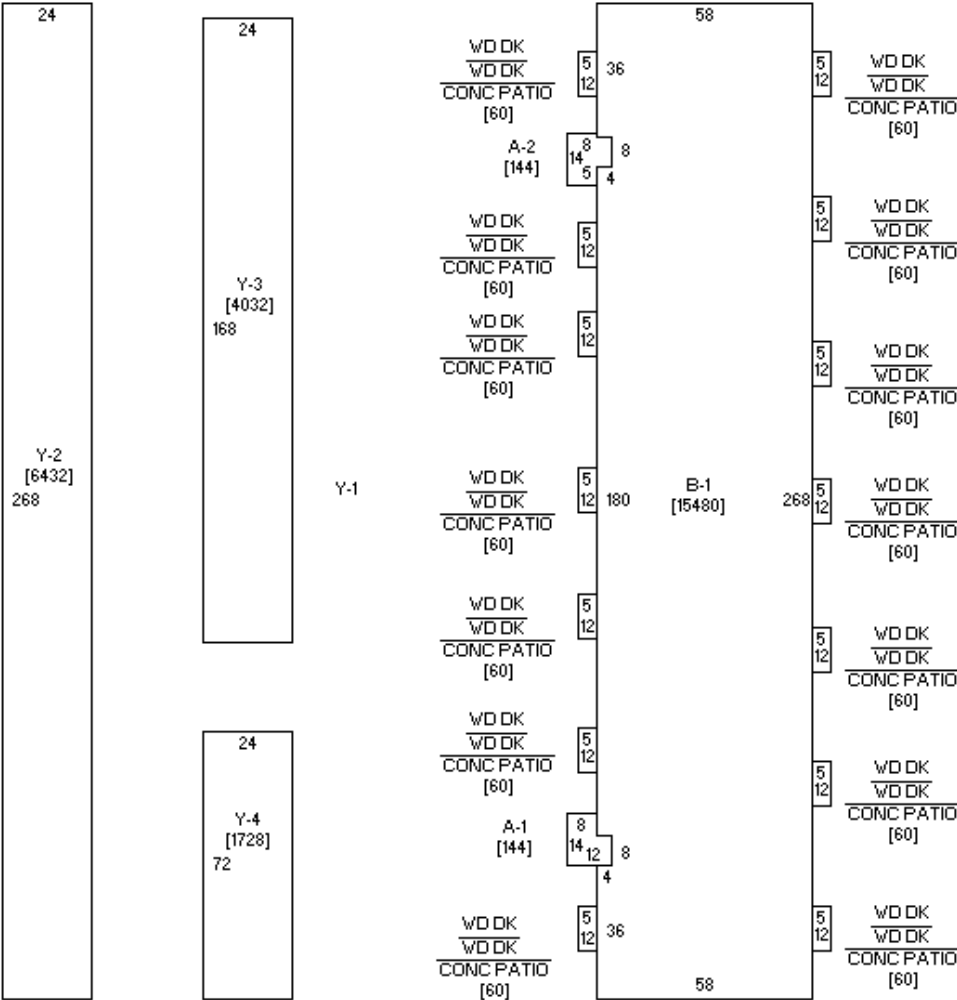 24
Y-2
[6432]
268
24
Y-3
[4032]
168
24
Y-4
[1728]
72
Y-1
WD DK
WD DK
CONC PATIO
[60]
5
12
36
A-2
[144]
8
14
5
8
4
WD DK
WD DK
CONC PATIO
[60]
5
12
WD DK
WD DK
CONC PATIO
[60]
5
12
WD DK
WD DK
CONC PATIO
[60]
5
12
180
WD DK
WD DK
CONC PATIO
[60]
5
12
WD DK
WD DK
CONC PATIO
[60]
5
12
A-1
[144]
8
14
12
8
4
WD DK
WD DK
CONC PATIO
[60]
5
12
36
58
B-1
[15480]
268
58
5
12
WD DK
WD DK
CONC PATIO
[60]
5
12
WD DK
WD DK
CONC PATIO
[60]
5
12
WD DK
WD DK
CONC PATIO
[60]
5
12
WD DK
WD DK
CONC PATIO
[60]
5
12
WD DK
WD DK
CONC PATIO
[60]
5
12
WD DK
WD DK
CONC PATIO
[60]
5
12
WD DK
WD DK
CONC PATIO
[60]